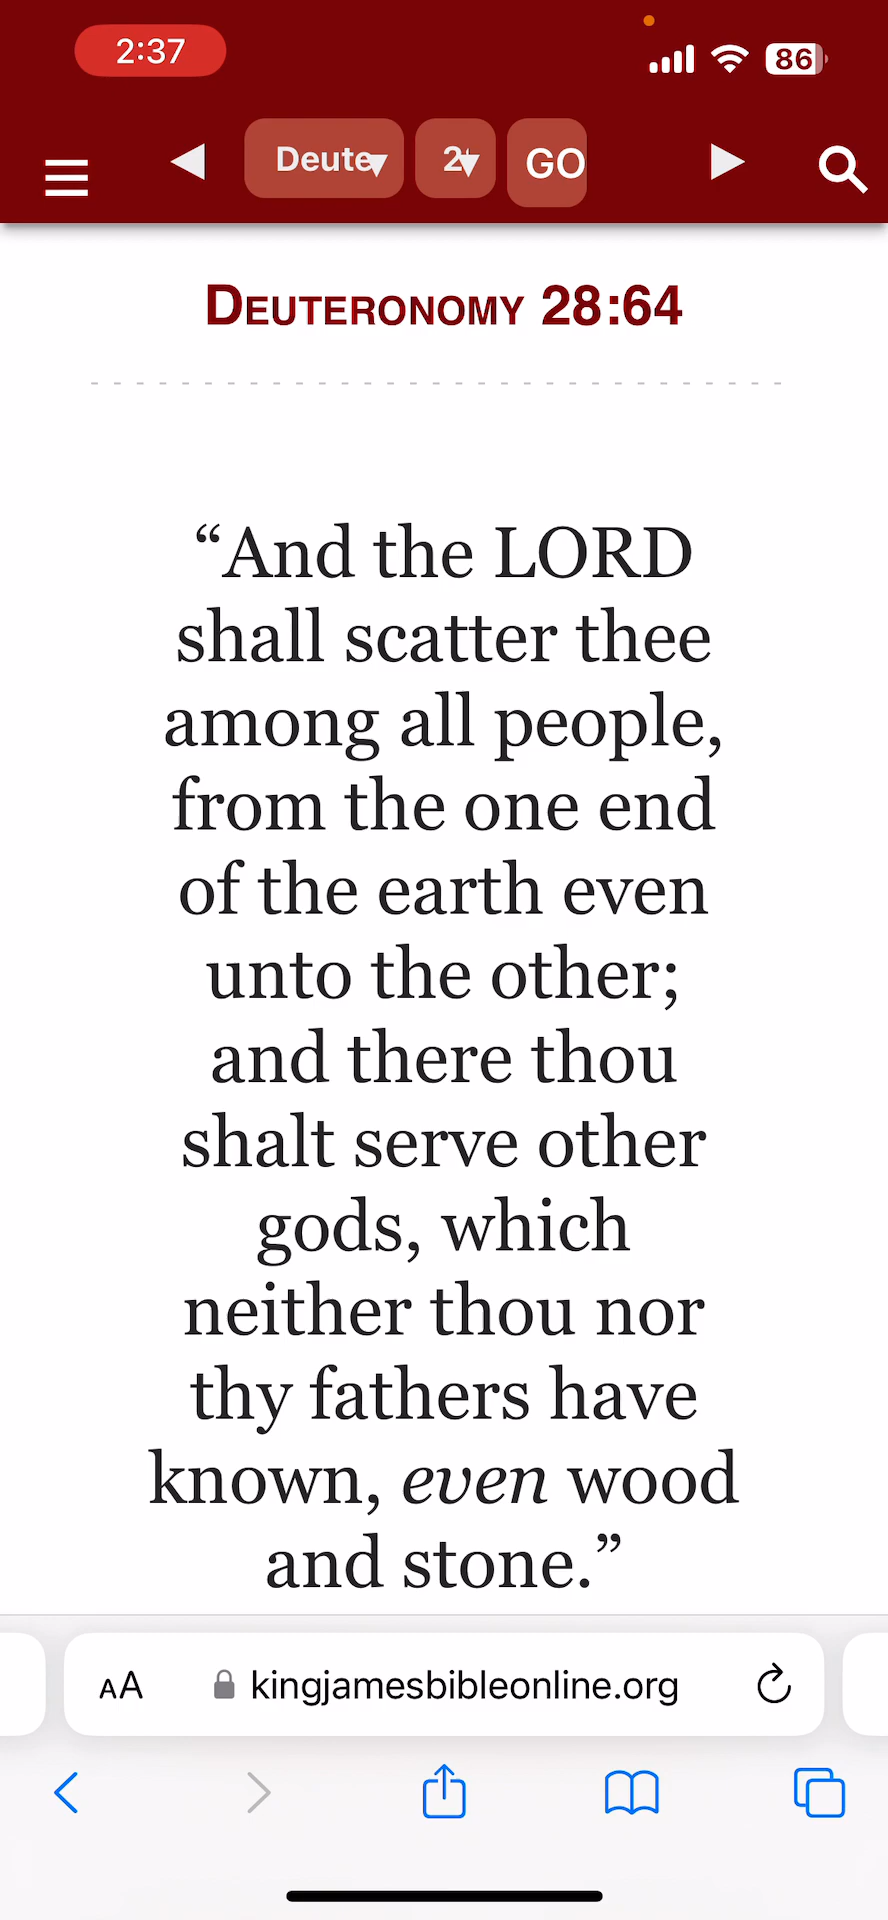 2:37
86
Deute
GO
DEUTERONOMY 28:64
“And the LORD
shall scatter thee
among all people,
from the one end
of the earth even
unto the other;
and there thou
shalt serve other
gods, which
neither thou nor
thy fathers have
known, even wood
and stone.”
AA kingjamesbibleonline.org